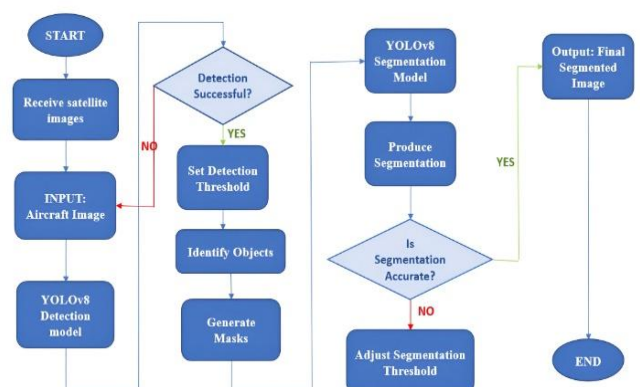 START
Receive satellite
images
INPUT:
Aircraft Image
YOLOv8
Detection
model
Detection
Successful?
NO
YES
Set Detection
Threshold
Identify Objects
Generate
Masks
YOLOv8
Segmentation
Model
Produce
Segmentation
Is
Segmentation
Accurate?
YES
NO
Adjust Segmentation
Threshold
Output: Final
Segmented
Image
END